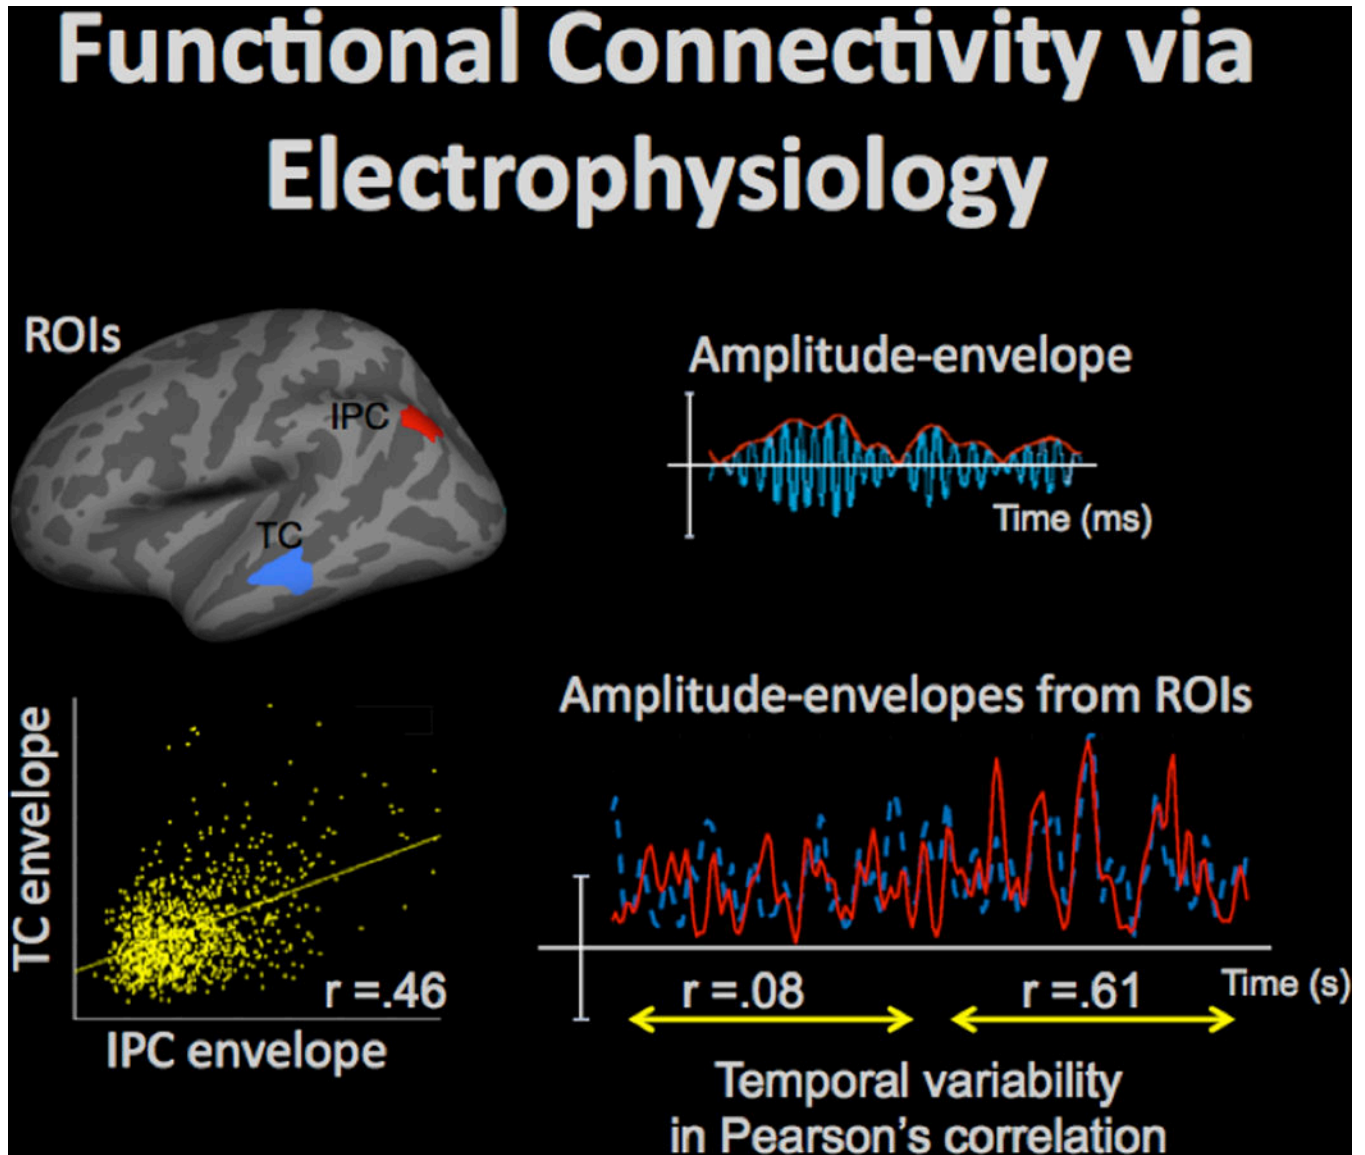 Functional Connectivity via
Electrophysiology
ROIs
IPC
TC
Amplitude-envelope
Time (ms)
TC envelope
r =.46
IPC envelope
Amplitude-envelopes from ROIs
r =.08
r =.61
Time (s)
Temporal variability
in Pearson’s correlation